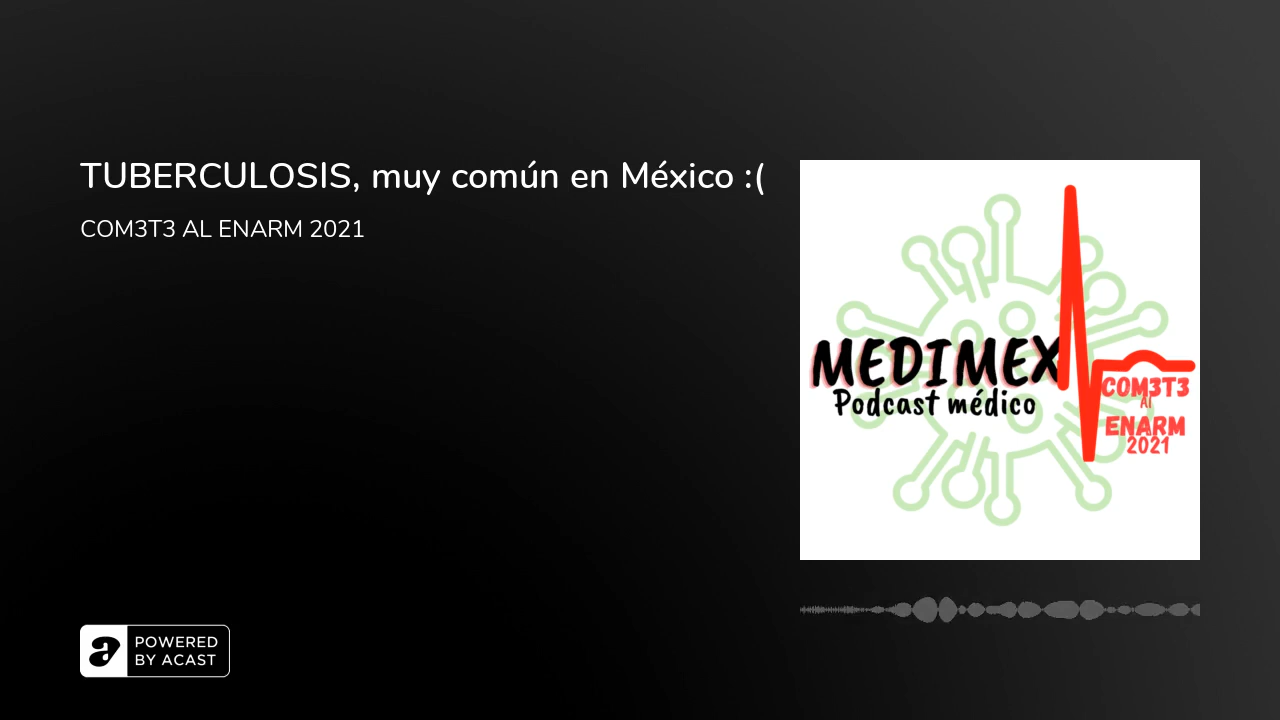 TUBERCULOSIS, muy común en México :(
COM3T3 AL ENARM 2021
MEDIMEX
Podcast médico
COM3T3
Al
ENARM
2021
POWERED
BY ACAST